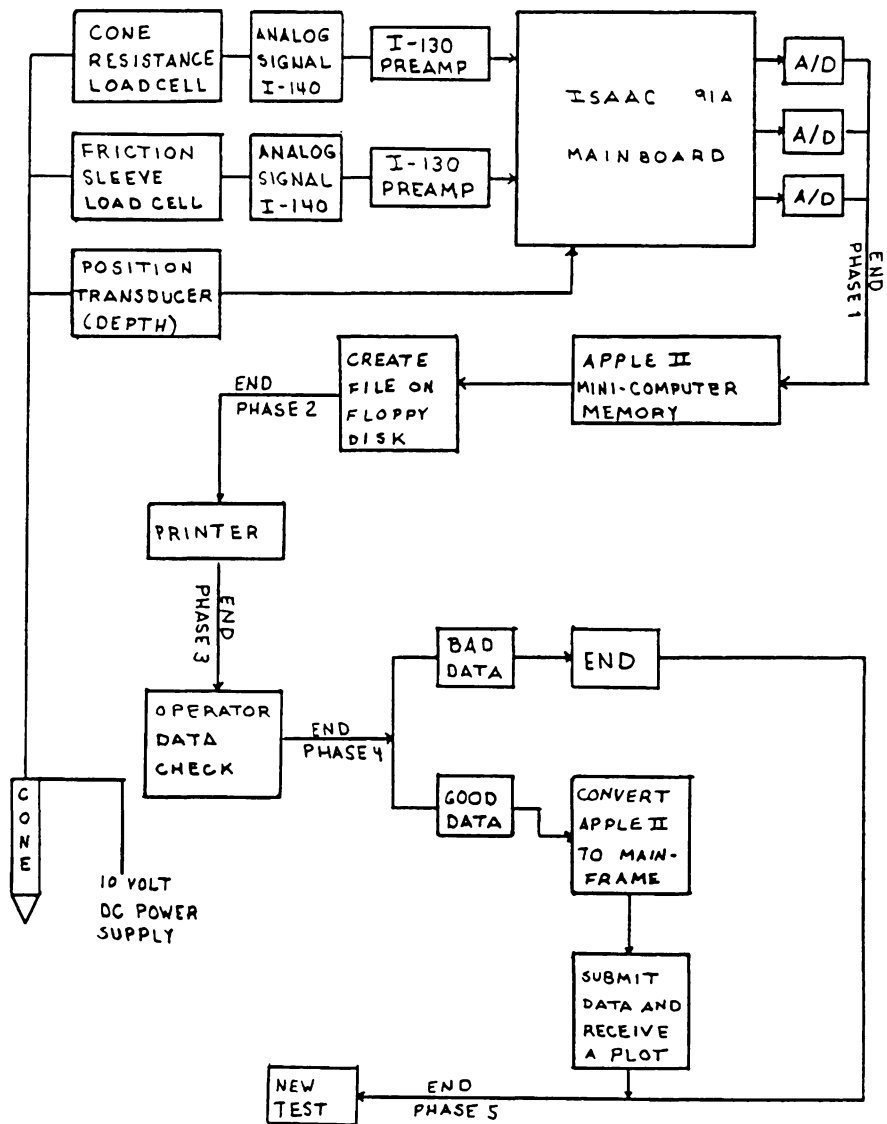 CONE
RESISTANCE
LOADCELL
ANALOG
SIGNAL
I-140
I-130
PREAMP
ISAAC 91A
MAINBOARD
A/D
A/D
A/D
FRICTION
SLEEVE
LOAD CELL
ANALOG
SIGNAL
I-140
I-130
PREAMP
POSITION
TRANSDUCER
(DEPTH)
END
PHASE 1
APPLE II
MINI-COMPUTER
MEMORY
CREATE
FILE ON
FLOPPY
DISK
END
PHASE 2
PRINTER
END
PHASE 3
OPERATOR
DATA
CHECK
END
PHASE 4
BAD
DATA
END
GOOD
DATA
CONVERT
APPLE II
TO MAIN-
FRAME
SUBMIT
DATA AND
RECEIVE
A PLOT
END
PHASE 5
NEW
TEST
CONE
10 VOLT
DC POWER
SUPPLY